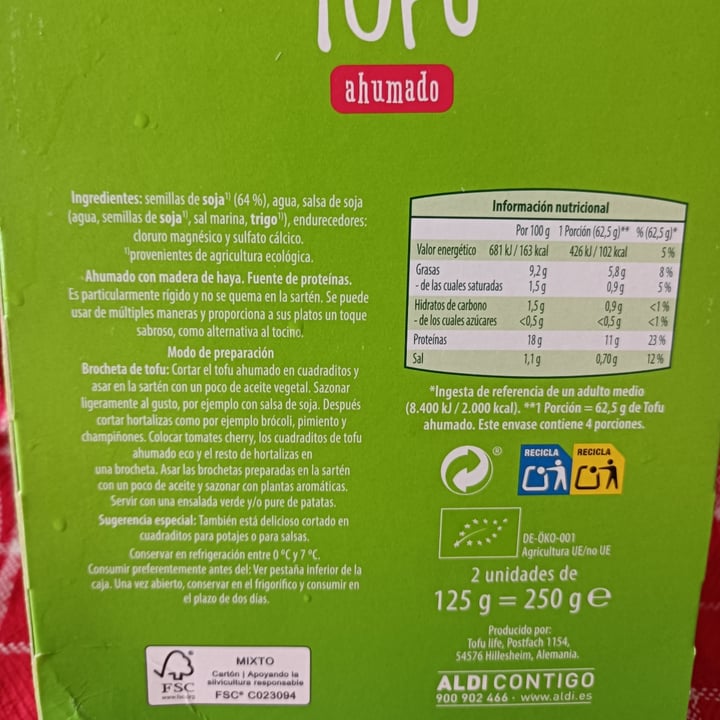 TOFU
ahumado
Ingredientes: semillas de soja¹⁾ (64 %), agua, salsa de soja
(agua, semillas de soja¹⁾, sal marina, trigo¹⁾), endurecedores:
cloruro magnésico y sulfato cálcico.
¹⁾provenientes de agricultura ecológica.
Ahumado con madera de haya. Fuente de proteínas.
Es particularmente rígido y no se quema en la sartén. Se puede
usar de múltiples maneras y proporciona a sus platos un toque
sabroso, como alternativa al tocino.
Modo de preparación
Brocheta de tofu: Cortar el tofu ahumado en cuadraditos y
asar en la sartén con un poco de aceite vegetal. Sazonar
ligeramente al gusto, por ejemplo con salsa de soja. Después
cortar hortalizas como por ejemplo brócoli, pimiento y
champiñones. Colocar tomates cherry, los cuadraditos de tofu
ahumado eco y el resto de hortalizas en
una brocheta. Asar las brochetas preparadas en la sartén
con un poco de aceite y sazonar con plantas aromáticas.
Servir con una ensalada verde y/o pure de patatas.
Sugerencia especial: También está delicioso cortado en
cuadraditos para potajes o para salsas.
Conservar en refrigeración entre 0 °C y 7 °C.
Consumir preferentemente antes del: Ver pestaña inferior de la
caja. Una vez abierto, conservar en el frigorífico y consumir en
el plazo de dos días.
FSC
www.fsc.org
MIXTO
Cartón | Apoyando la
silvicultura responsable
FSC® C023094
Información nutricional
Por 100 g 1 Porción (62,5 g)** % (62,5 g)*
Valor energético 681 kJ / 163 kcal 426 kJ / 102 kcal 5 %
Grasas 9,2 g 5,8 g 8 %
- de las cuales saturadas 1,5 g 0,9 g 5 %
Hidratos de carbono 1,5 g 0,9 g <1 %
- de los cuales azúcares <0,5 g <0,5 g <1 %
Proteínas 18 g 11 g 23 %
Sal 1,1 g 0,70 g 12 %
*Ingesta de referencia de un adulto medio
(8.400 kJ / 2.000 kcal). **1 Porción = 62,5 g de Tofu
ahumado. Este envase contiene 4 porciones.
®
RECICLA RECICLA
DE-ÖKO-001
Agricultura UE/no UE
2 unidades de
125 g = 250 g e
Producido por:
Tofu life, Postfach 1154,
54576 Hillesheim, Alemania.
ALDI CONTIGO
900 902 466 · www.aldi.es